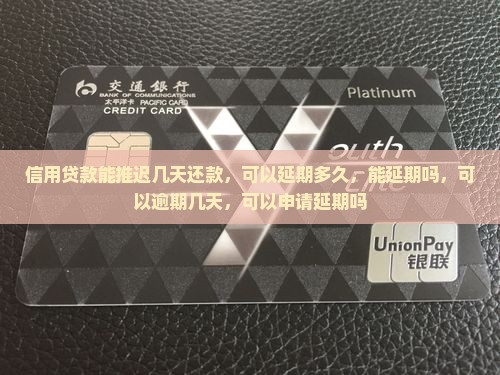 交通銀行
BANK OF COMMUNICATIONS
太平洋卡 PACIFIC CARD
CREDIT CARD
Platinum
outh
信用贷款能推迟几天还款，可以延期多久，能延期吗，可
以逾期几天，可以申请延期吗
UnionPay
银联